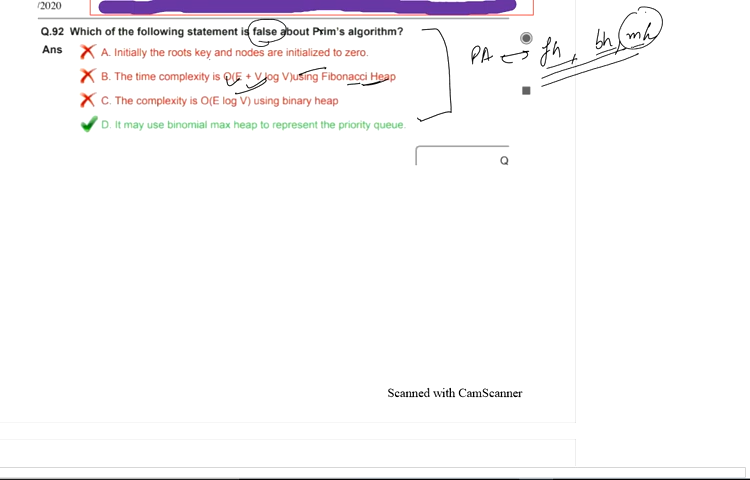 /2020
Q.92 Which of the following statement is false about Prim's algorithm?
Ans A. Initially the roots key and nodes are initialized to zero.
B. The time complexity is O(E + V log V)using Fibonacci Heap
C. The complexity is O(E log V) using binary heap
D. It may use binomial max heap to represent the priority queue.
PA fh, bh, mh
Q
Scanned with CamScanner